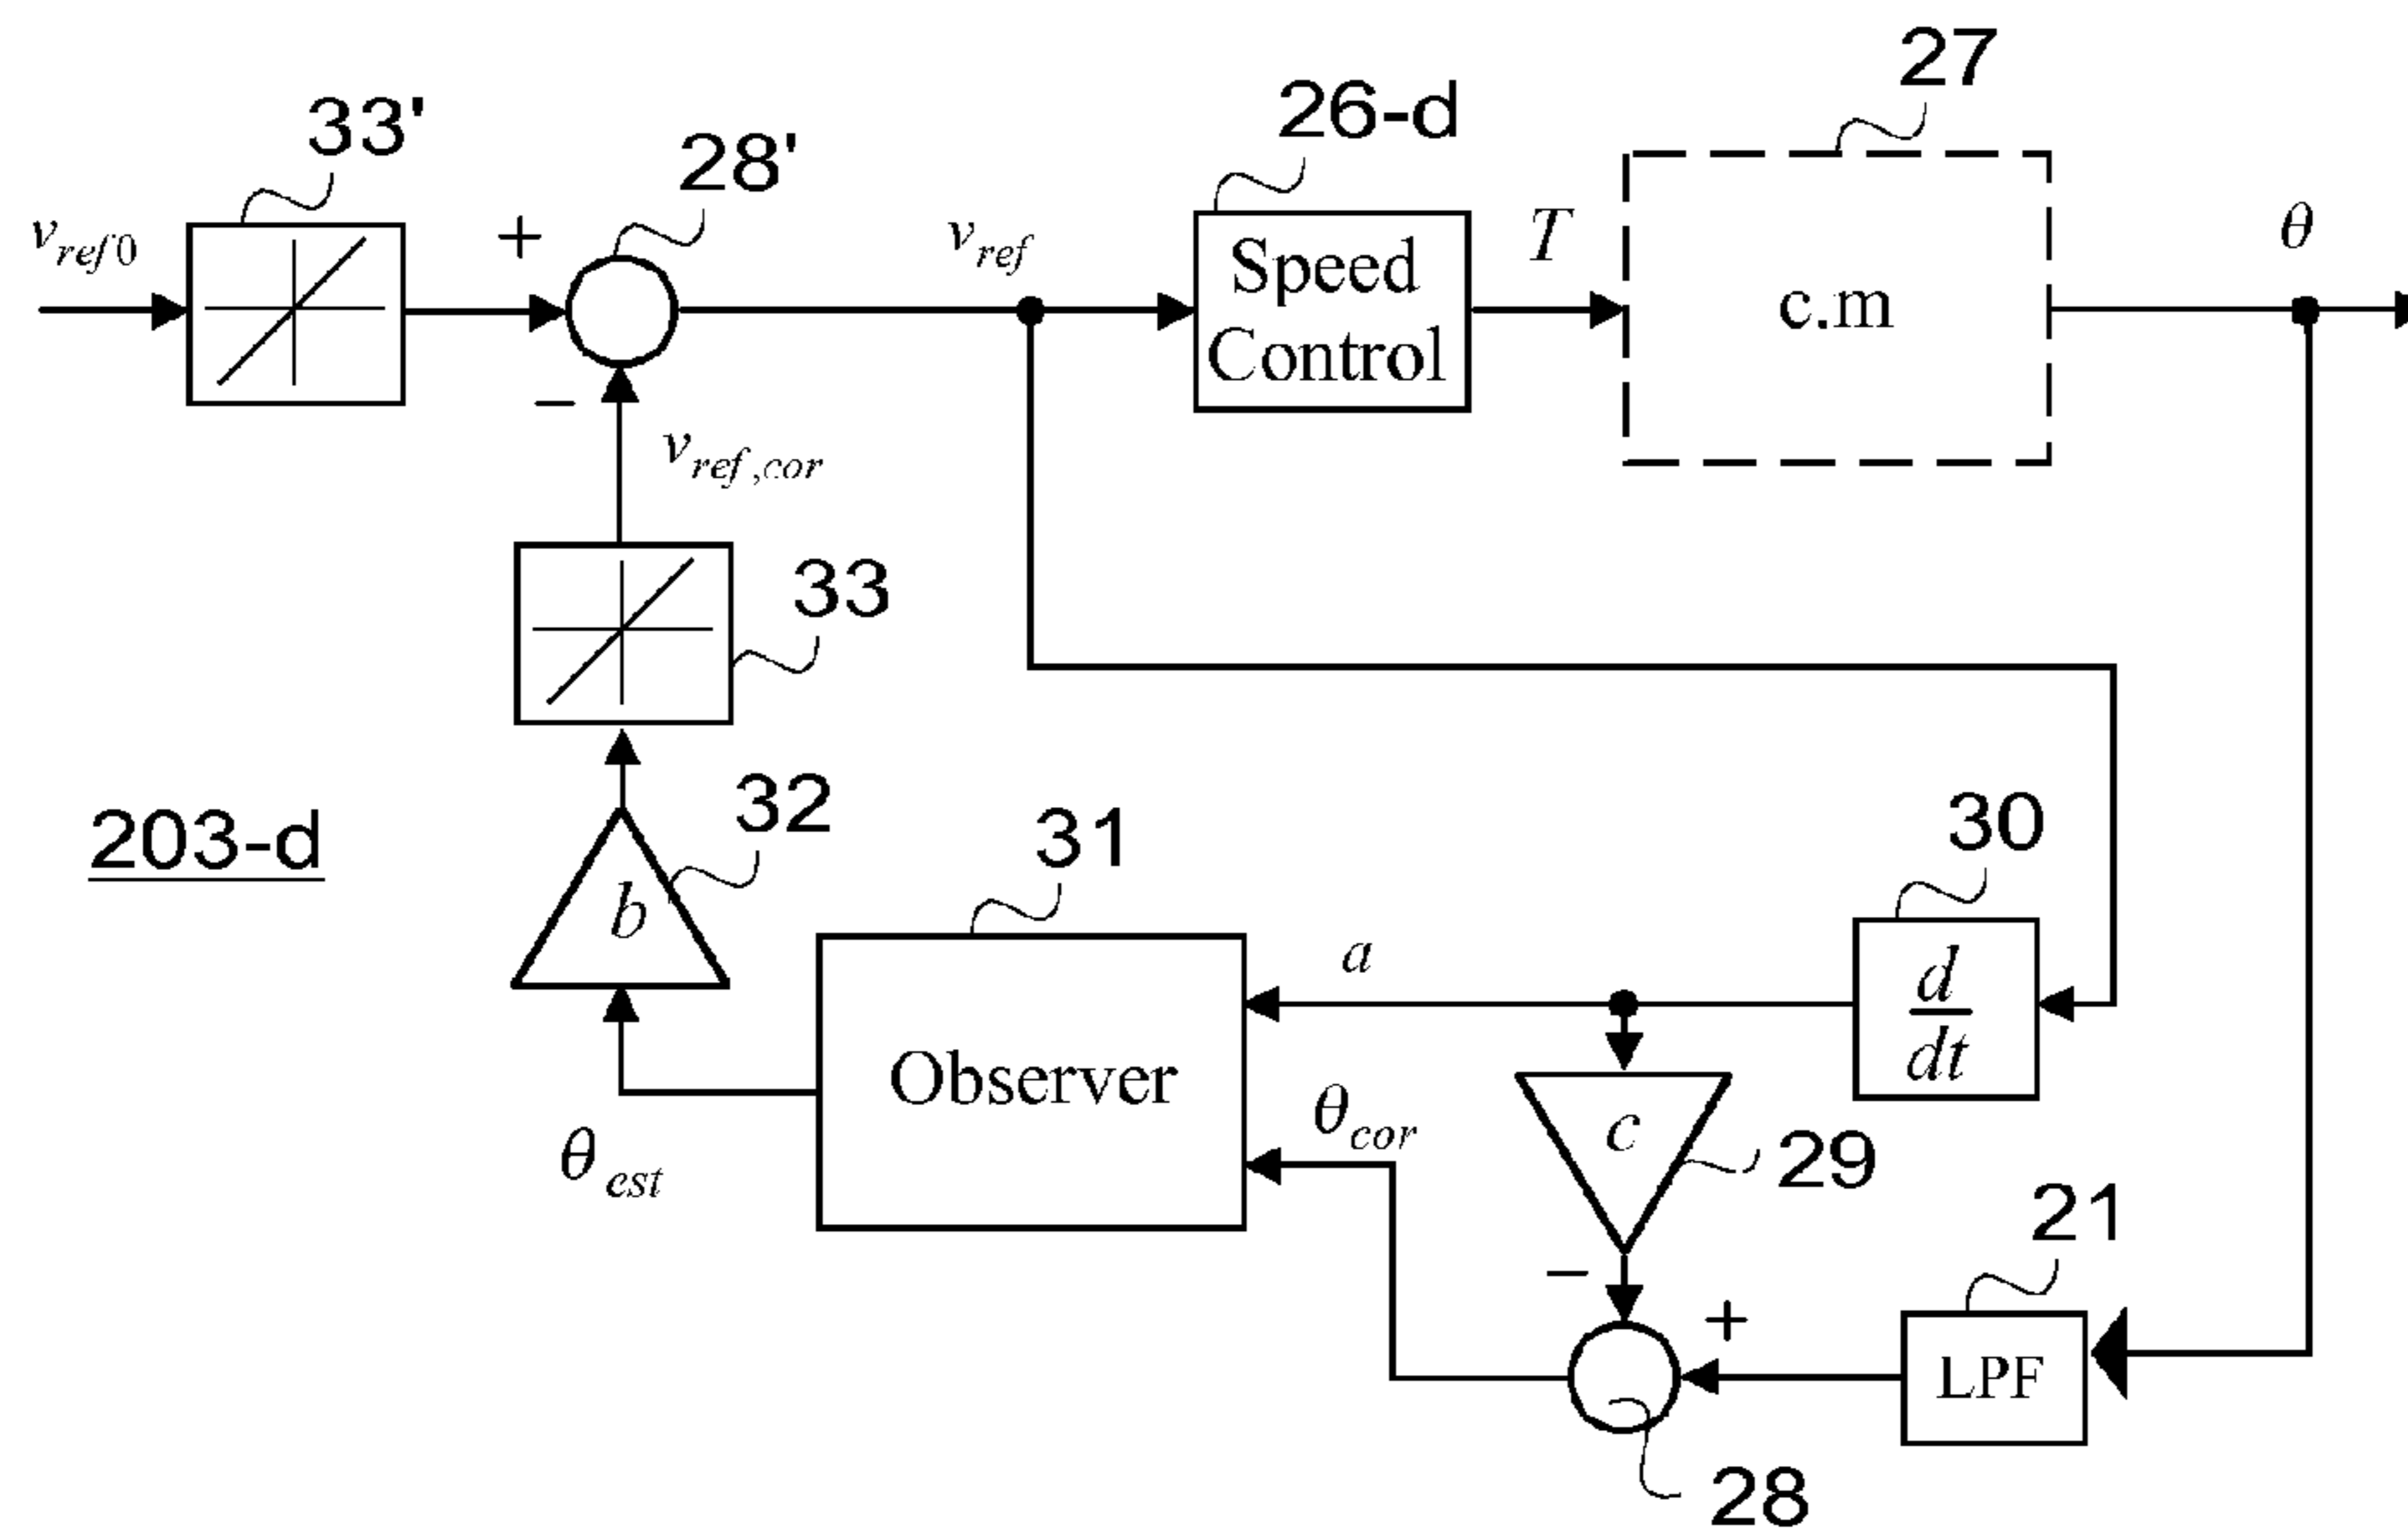 27
33'
28'
26-d
v_ref0
+
v_ref
Speed
Control
T
c.m
θ
−
v_ref,cor
33
203-d
32
b
31
30
a
d
dt
Observer
θ_cor
c
29
θ_est
21
−
+
LPF
28